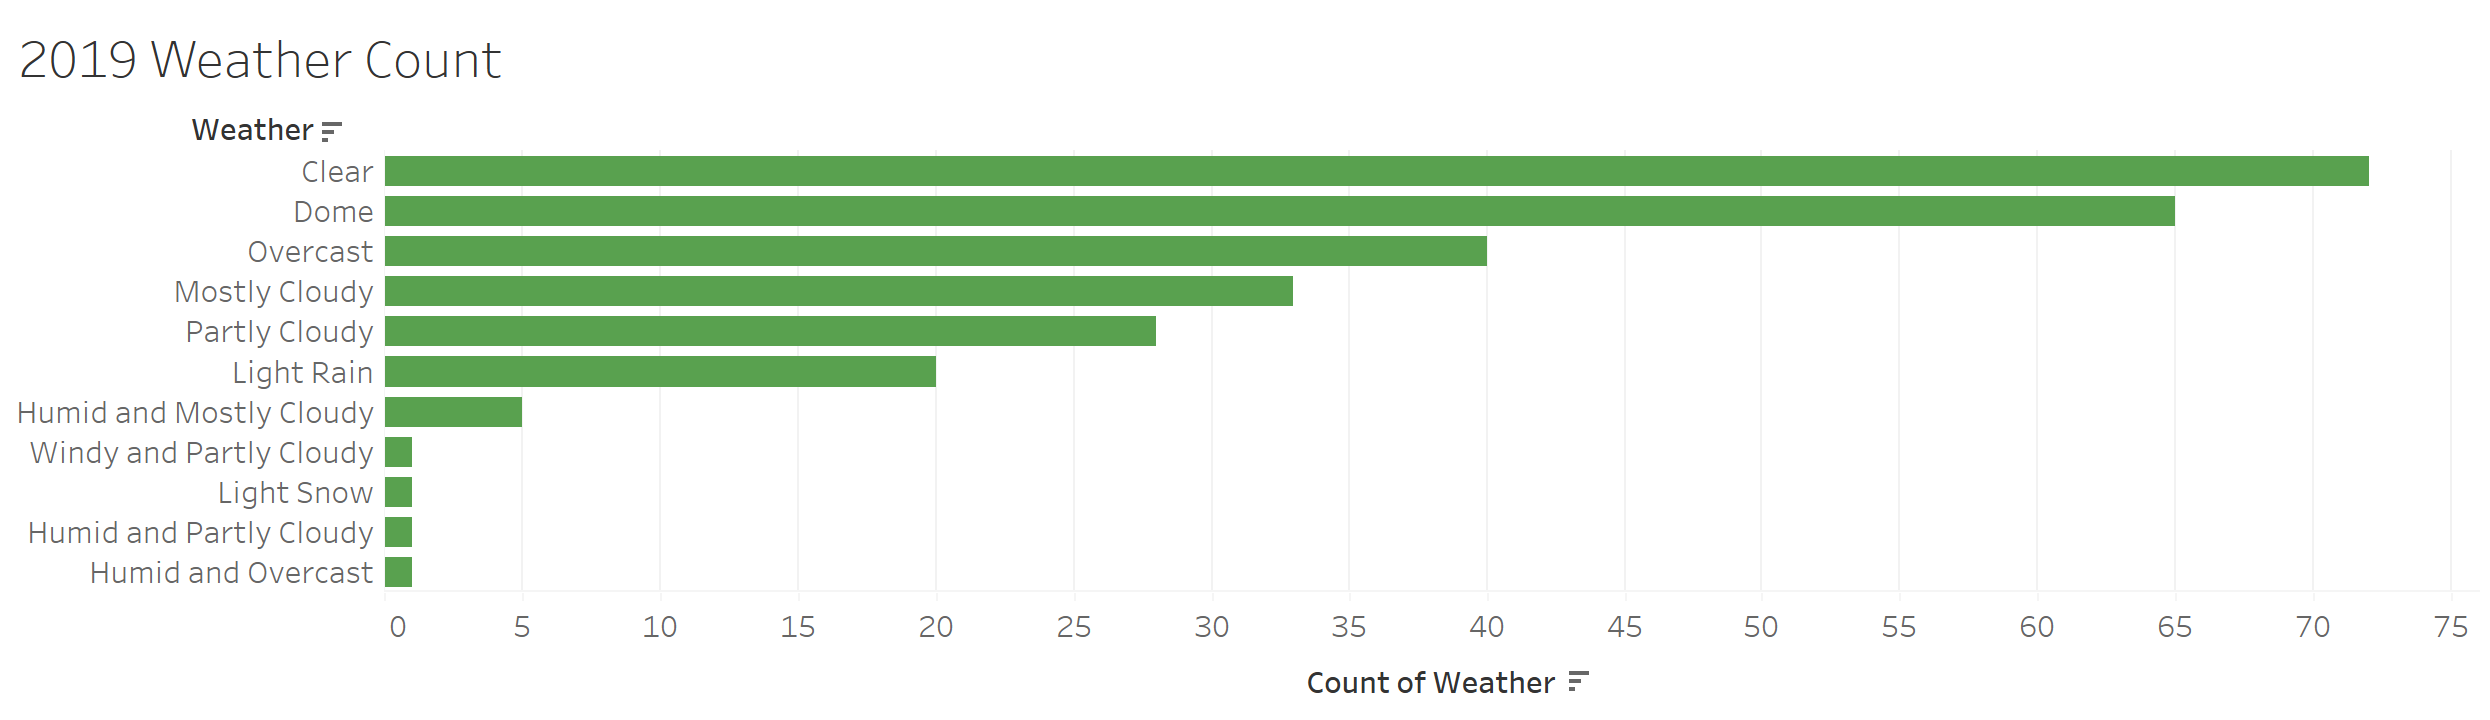 2019 Weather Count
Weather
Clear
Dome
Overcast
Mostly Cloudy
Partly Cloudy
Light Rain
Humid and Mostly Cloudy
Windy and Partly Cloudy
Light Snow
Humid and Partly Cloudy
Humid and Overcast
0 5 10 15 20 25 30 35 40 45 50 55 60 65 70 75
Count of Weather